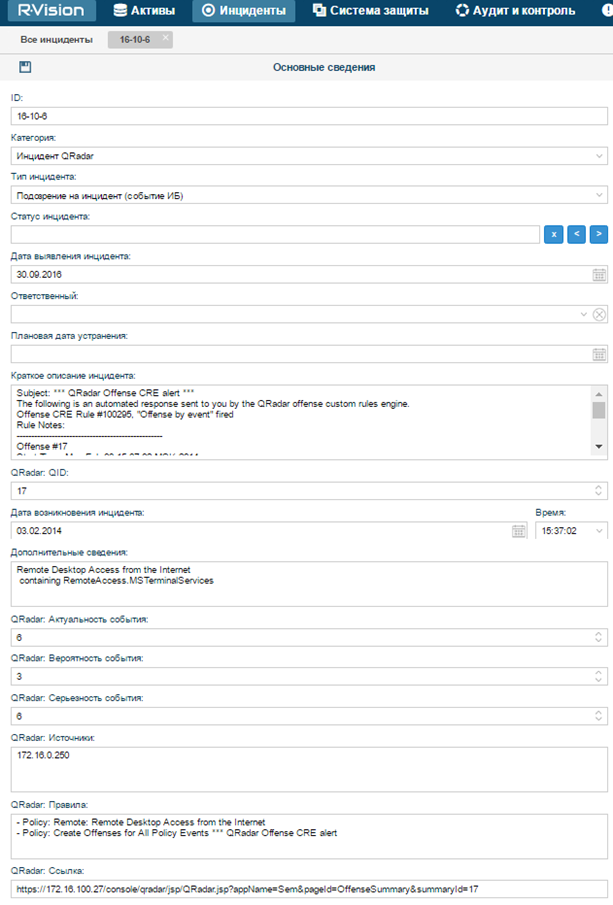 R·Vision Активы Инциденты Система защиты Аудит и контроль
Все инциденты 16-10-6 ×
Основные сведения
ID:
16-10-6
Категория:
Инцидент QRadar
Тип инцидента:
Подозрение на инцидент (событие ИБ)
Статус инцидента:
x < >
Дата выявления инцидента:
30.09.2016
Ответственный:
Плановая дата устранения:
Краткое описание инцидента:
Subject: *** QRadar Offense CRE alert ***
The following is an automated response sent to you by the QRadar offense custom rules engine.
Offense CRE Rule #100295, "Offense by event" fired
Rule Notes:
--------------------------------------------------
Offense #17
QRadar: QID:
17
Дата возникновения инцидента: Время:
03.02.2014 15:37:02
Дополнительные сведения:
Remote Desktop Access from the Internet
containing RemoteAccess.MSTerminalServices
QRadar: Актуальность события:
6
QRadar: Вероятность события:
3
QRadar: Серьезность события:
6
QRadar: Источники:
172.16.0.250
QRadar: Правила:
- Policy: Remote: Remote Desktop Access from the Internet
- Policy: Create Offenses for All Policy Events *** QRadar Offense CRE alert
QRadar: Ссылка:
https://172.16.100.27/console/qradar/jsp/QRadar.jsp?appName=Sem&pageId=OffenseSummary&summaryId=17